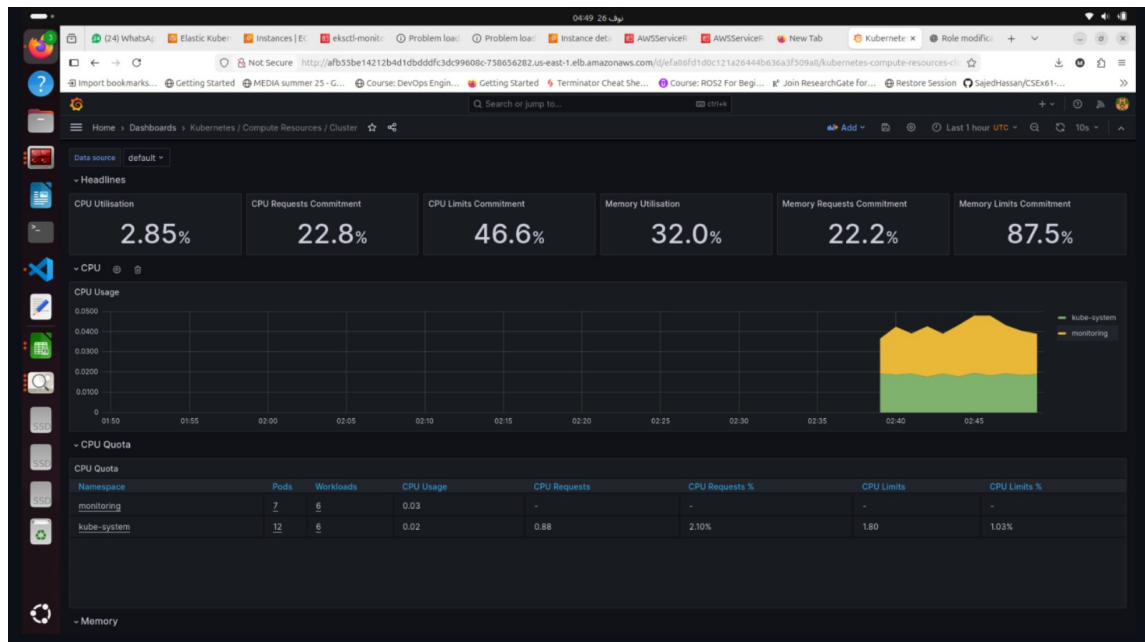 نوف 26 04:49
(24) WhatsAp
Elastic Kuber
Instances | EC
eksctl-monito
Problem load
Problem load
Instance deta
AWSServiceR
AWSServiceR
New Tab
Kubernete
Role modific
Not Secure http://afb55be14212b4d1dbdddfc3dc99608c-758656282.us-east-1.elb.amazonaws.com/d/efa86fd1d0c121a26444b636a3f509a8/kubernetes-compute-resources-cl
Import bookmarks...
Getting Started
MEDIA summer 25 - G...
Course: DevOps Engin...
Getting Started
Terminator Cheat She...
Course: ROS2 For Begi...
Join ResearchGate for...
Restore Session
SajedHassan/CSEx61-...
Search or jump to...
ctrl+k
Home › Dashboards › Kubernetes / Compute Resources / Cluster
Add
Last 1 hour UTC
10s
Data source default
Headlines
CPU Utilisation
2.85%
CPU Requests Commitment
22.8%
CPU Limits Commitment
46.6%
Memory Utilisation
32.0%
Memory Requests Commitment
22.2%
Memory Limits Commitment
87.5%
CPU
CPU Usage
0.0500
0.0400
0.0300
0.0200
0.0100
0
01:50 01:55 02:00 02:05 02:10 02:15 02:20 02:25 02:30 02:35 02:40 02:45
kube-system
monitoring
CPU Quota
CPU Quota
Namespace Pods Workloads CPU Usage CPU Requests CPU Requests % CPU Limits CPU Limits %
monitoring 7 6 0.03 - - - -
kube-system 12 6 0.02 0.88 2.10% 1.80 1.03%
Memory
SSD
SSD
SSD